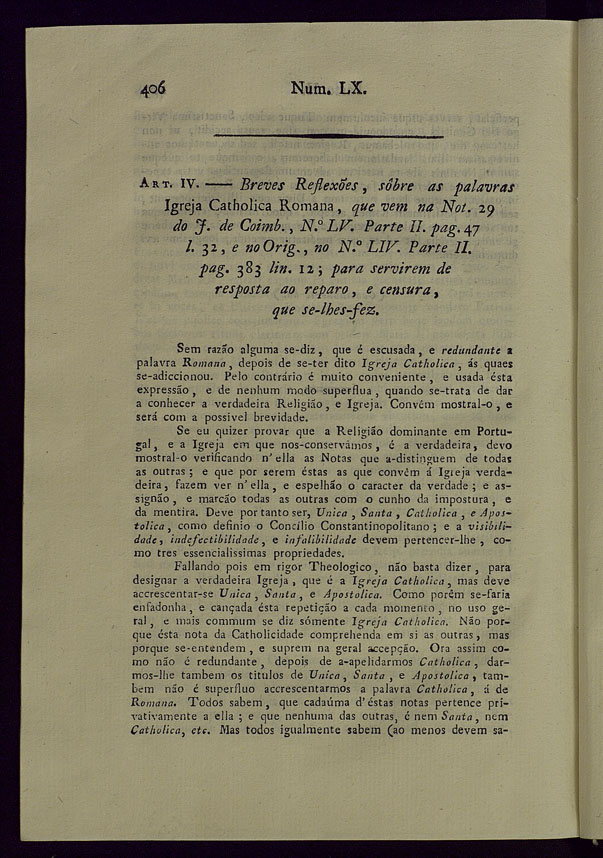 406 Num. LX.
ART. IV. — Breves Reflexões, sôbre as palavras
Igreja Catholica Romana, que vem na Not. 29
do J. de Coimb., N.º LV. Parte II. pag. 47
l. 32, e no Orig., no N.º LIV. Parte II.
pag. 383 lin. 12; para servirem de
resposta ao reparo, e censura,
que se-lhes-fez.
Sem razão alguma se-diz, que é escusada, e redundante a
palavra Romana, depois de se-ter dito Igreja Catholica, ás quaes
se-adiccionou. Pelo contrário é muito conveniente, e usada ésta
expressão, e de nenhum modo superflua, quando se-trata de dar
a conhecer a verdadeira Religião, e Igreja. Convém mostral-o, e
será com a possivel brevidade.
Se eu quizer provar que a Religião dominante em Portu-
gal, e a Igreja em que nos-conservâmos, é a verdadeira, devo
mostral-o verificando n'ella as Notas que a-distinguem de todas
as outras; e que por serem éstas as que convém á Igreja verda-
deira, fazem ver n'ella, e espelhão o caracter da verdade; e as-
signão, e marcão todas as outras com o cunho da impostura, e
da mentira. Deve por tanto ser, Unica, Santa, Catholica, e Apos-
tolica, como definio o Concilio Constantinopolitano; e a visibili-
dade, indefectibilidade, e infalibilidade devem pertencer-lhe, co-
mo tres essencialissimas propriedades.
Fallando pois em rigor Theologico, não basta dizer, para
designar a verdadeira Igreja, que é a Igreja Catholica, mas deve
accrescentar-se Unica, Santa, e Apostolica. Como porêm se-faria
enfadonha, e cançada ésta repetição a cada momento, no uso ge-
ral, e mais commum se diz sómente Igreja Catholica. Não por-
que ésta nota da Catholicidade comprehenda em si as outras, mas
porque se-entendem, e suprem na geral accepção. Ora assim co-
mo não é redundante, depois de a-apelidarmos Catholica, dar-
mos-lhe tambem os titulos de Unica, Santa, e Apostolica, tam-
bem não é superfluo accrescentarmos a palavra Catholica, á de
Romana. Todos sabem, que cadaúma d'éstas notas pertence pri-
vativamente a ella; e que nenhuma das outras, é nem Santa, nem
Catholica, etc. Mas todos igualmente sabem (ao menos devem sa-